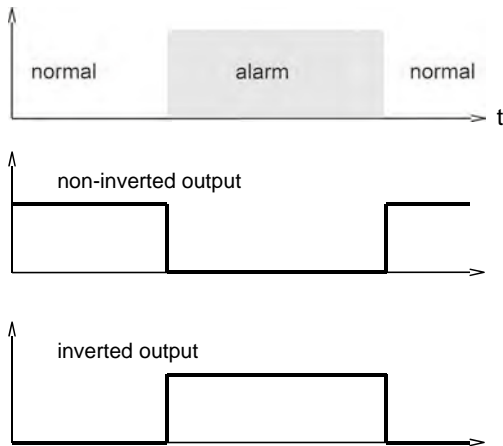 normal alarm normal
t
non-inverted output
inverted output